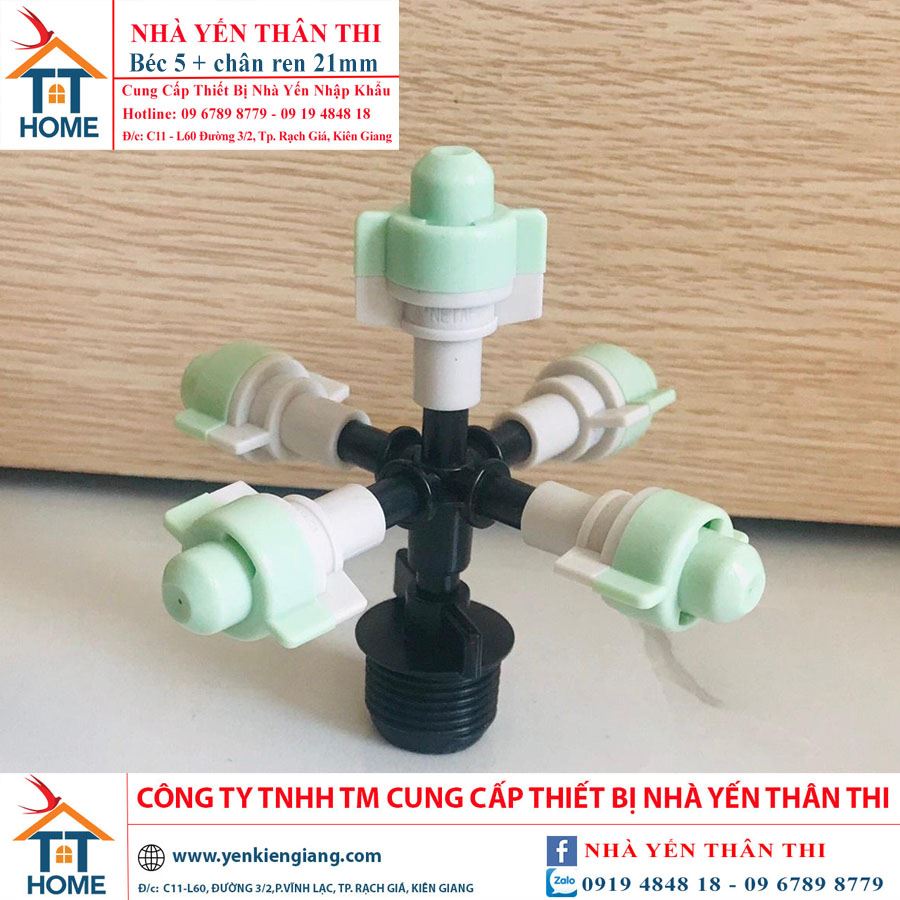 TT
HOME
NHÀ YẾN THÂN THI
Béc 5 + chân ren 21mm
Cung Cấp Thiết Bị Nhà Yến Nhập Khẩu
Hotline: 09 6789 8779 - 09 19 4848 18
Đ/c: C11 - L60 Đường 3/2, Tp. Rạch Giá, Kiên Giang
TT
HOME
CÔNG TY TNHH TM CUNG CẤP THIẾT BỊ NHÀ YẾN THÂN THI
www.yenkiengiang.com
Đ/c: C11-L60, ĐƯỜNG 3/2,P.VĨNH LẠC, TP. RẠCH GIÁ, KIÊN GIANG
f NHÀ YẾN THÂN THI
Zalo 0919 4848 18 - 09 6789 8779